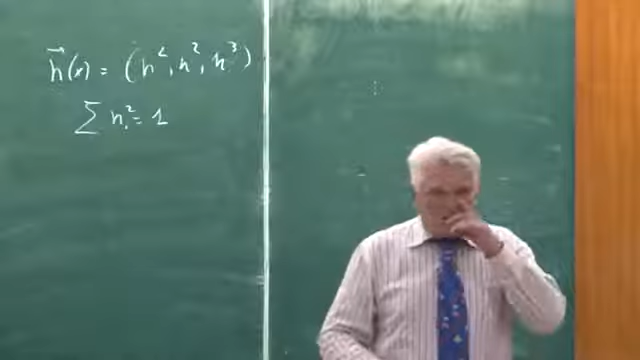 n⃗(x) = (n¹, n², n³)
∑ nᵢ² = 1